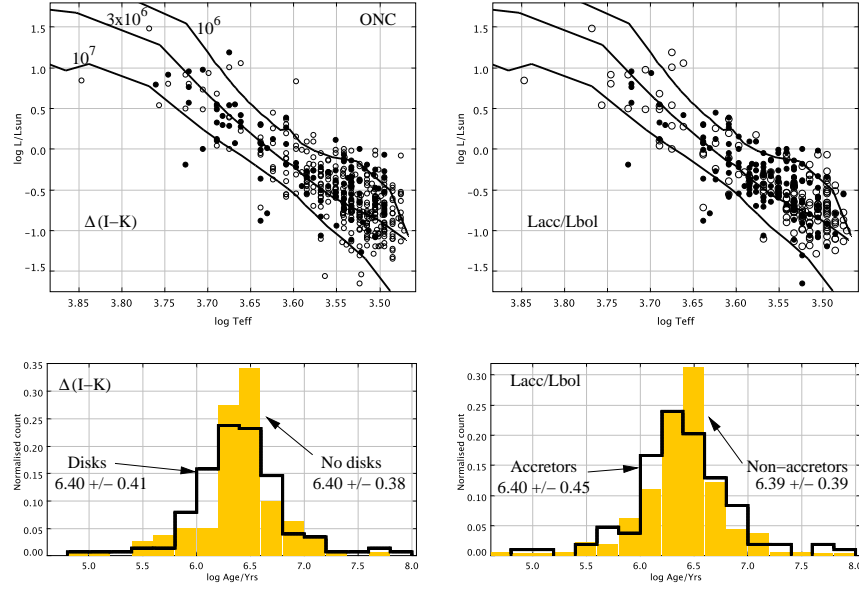 3x10^6
10^6
ONC
10^7
1.5
1.0
0.5
0.0
−0.5
−1.0
−1.5
log L/Lsun
Δ(I−K)
3.85
3.80
3.75
3.70
3.65
3.60
3.55
3.50
log Teff
1.5
1.0
0.5
0.0
−0.5
−1.0
−1.5
log L/Lsun
Lacc/Lbol
3.85
3.80
3.75
3.70
3.65
3.60
3.55
3.50
log Teff
0.35
0.30
0.25
0.20
0.15
0.10
0.05
0.00
Normalised count
Δ(I−K)
Disks
6.40 +/− 0.41
No disks
6.40 +/− 0.38
5.0
5.5
6.0
6.5
7.0
7.5
8.0
log Age/Yrs
0.30
0.25
0.20
0.15
0.10
0.05
0.00
Normalised count
Lacc/Lbol
Accretors
6.40 +/− 0.45
Non−accretors
6.39 +/− 0.39
5.0
5.5
6.0
6.5
7.0
7.5
8.0
log Age/Yrs